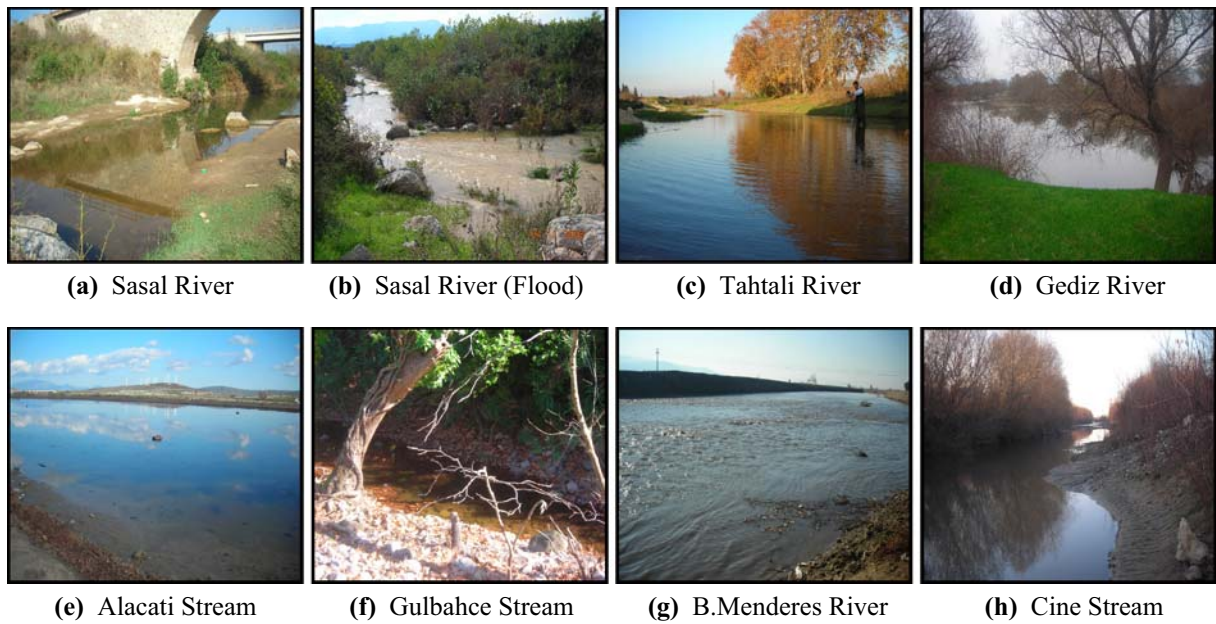 (a) Sasal River
(b) Sasal River (Flood)
(c) Tahtali River
(d) Gediz River
(e) Alacati Stream
(f) Gulbahce Stream
(g) B.Menderes River
(h) Cine Stream